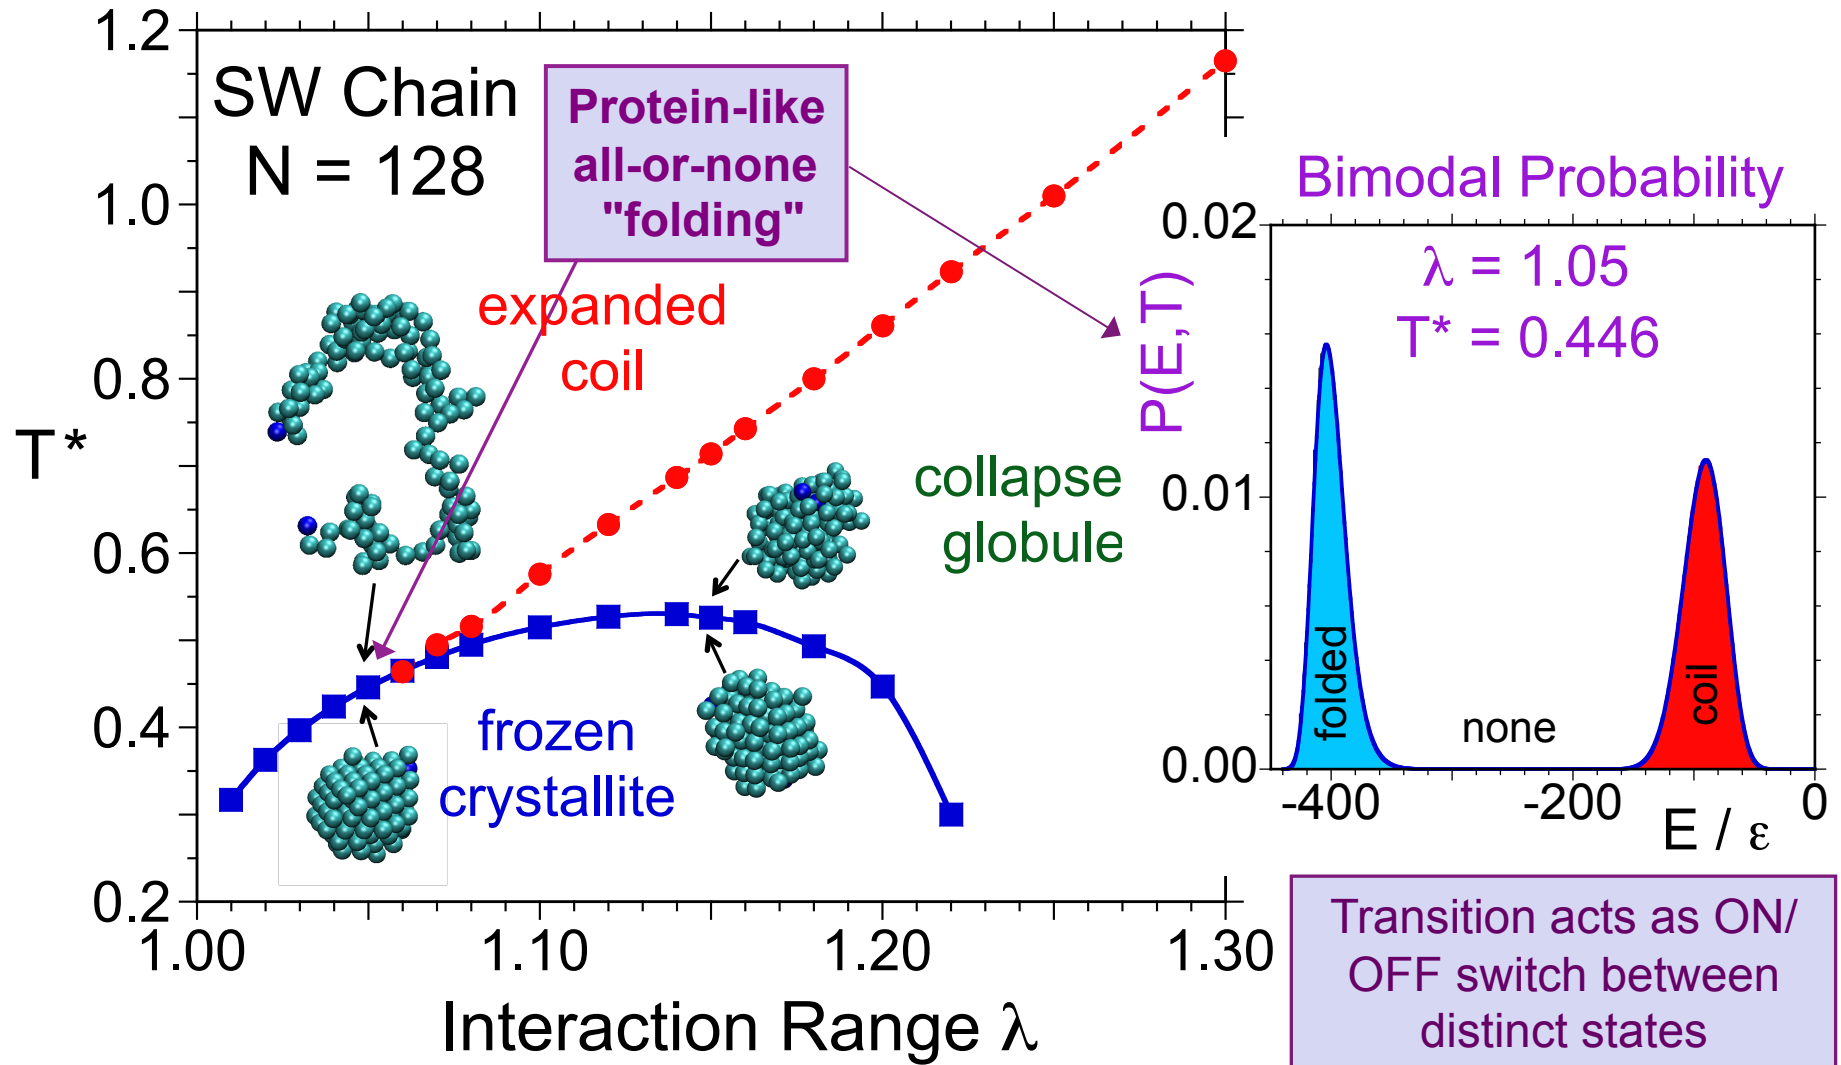 SW Chain
N = 128
Protein-like
all-or-none
"folding"
expanded
coil
collapse
globule
frozen
crystallite
T*
1.2
1.0
0.8
0.6
0.4
0.2
1.00
1.10
1.20
1.30
Interaction Range λ
Bimodal Probability
λ = 1.05
T* = 0.446
P(E,T)
0.02
0.01
0.00
folded
none
coil
-400
-200
0
E / ε
Transition acts as ON/
OFF switch between
distinct states